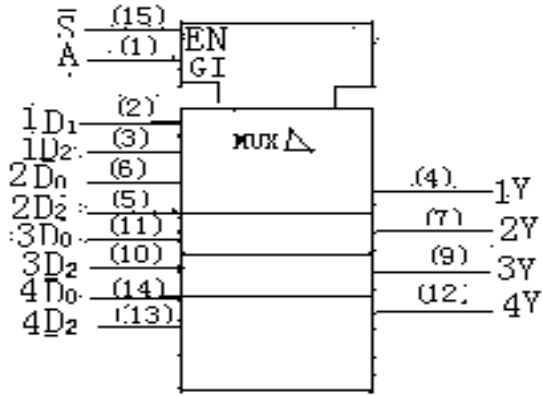 S̅ (15) EN
A (1) GI
1D₁ (2)
1D₂ (3) MUX
2D₀ (6) (4) 1Y
2D₂ (5) (7) 2Y
3D₀ (11) (9) 3Y
3D₂ (10) (12) 4Y
4D₀ (14)
4D₂ (13)